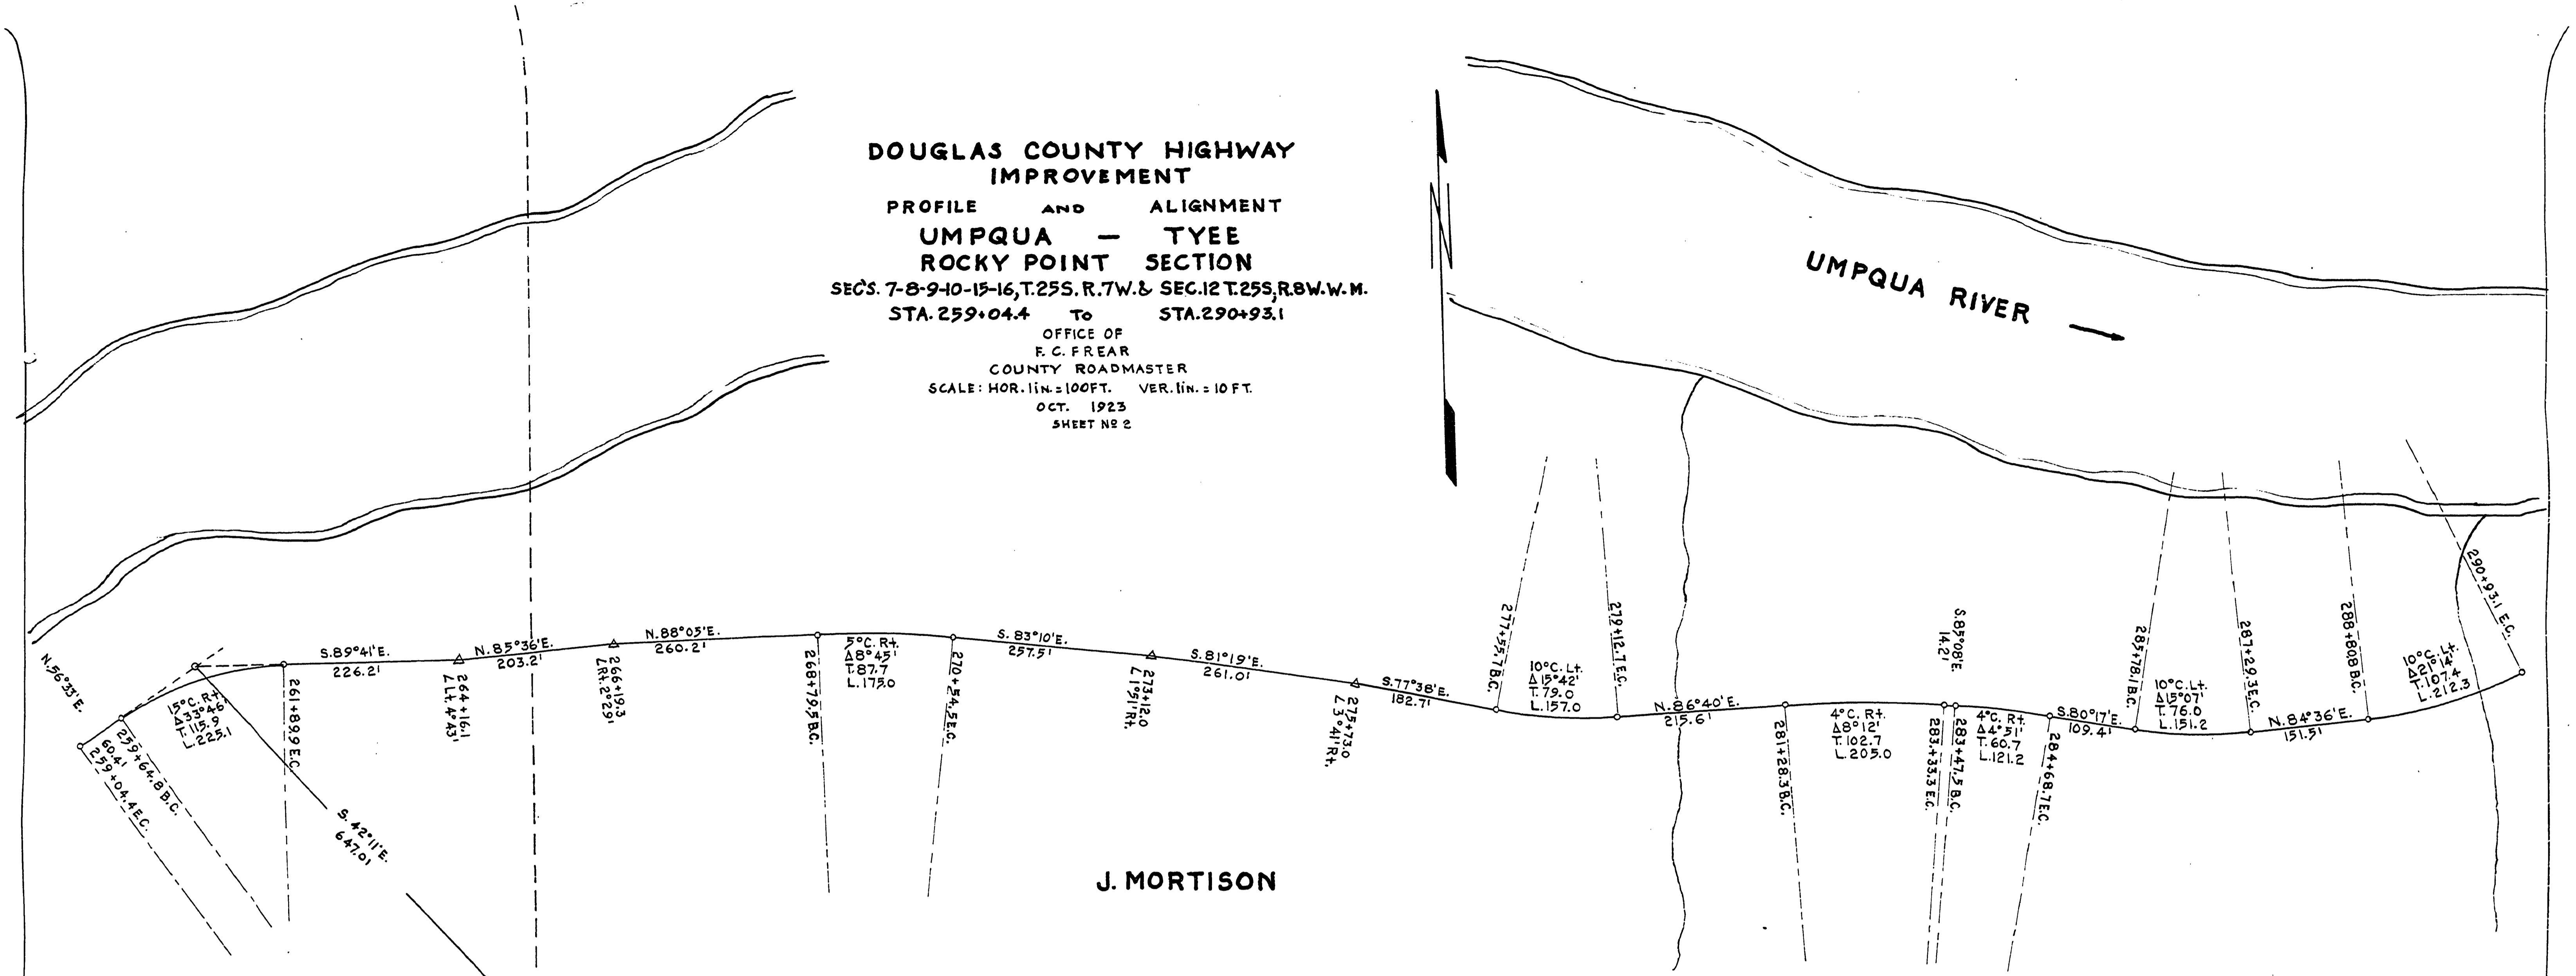 DOUGLAS COUNTY HIGHWAY
IMPROVEMENT
PROFILE AND ALIGNMENT
UMPQUA — TYEE
ROCKY POINT SECTION
SEC'S. 7-8-9-10-15-16, T.25S. R.7W. & SEC.12 T.25S, R.8W. W.M.
STA. 259+04.4 To STA. 290+93.1
OFFICE OF
F. C. FREAR
COUNTY ROADMASTER
SCALE: HOR. 1IN. = 100FT. VER. 1IN. = 10 FT.
OCT. 1923
SHEET Nº 2
N
UMPQUA RIVER
N.56°33'E.
60.4'
259+04.4 E.C.
259+64.8 B.C.
15°C. Rt.
Δ33°46'
T.115.9
L.225.1
261+89.9 E.C.
S. 42°11'E.
647.0'
S.89°41'E.
226.2'
264+16.1
∠ Lt. 4°43'
N.85°36'E.
203.2'
266+19.3
∠ Rt. 2°29'
N.88°05'E.
260.2'
268+79.5 B.C.
5°C. Rt.
Δ8°45'
T.87.7
L.175.0
270+54.5 E.C.
S. 83°10'E.
257.5'
273+12.0
∠ 1°51' Rt.
S.81°19'E.
261.0'
275+73.0
∠ 3°41' Rt.
S.77°38'E.
182.7'
277+55.7 B.C.
10°C. Lt.
Δ15°42'
T.79.0
L.157.0
279+12.7 E.C.
N.86°40'E.
215.6'
281+28.3 B.C.
4°C. Rt.
Δ8°12'
T.102.7
L.205.0
283+33.3 E.C.
S.85°08'E.
14.2'
283+47.5 B.C.
4°C. Rt.
Δ4°51'
T.60.7
L.121.2
284+68.7 E.C.
S.80°17'E.
109.4'
285+78.1 B.C.
10°C. Lt.
Δ15°07'
T.76.0
L.151.2
287+29.3 E.C.
N.84°36'E.
151.5'
288+80.8 B.C.
10°C. Lt.
Δ21°14'
T.107.4
L.212.3
290+93.1 E.C.
J. MORTISON